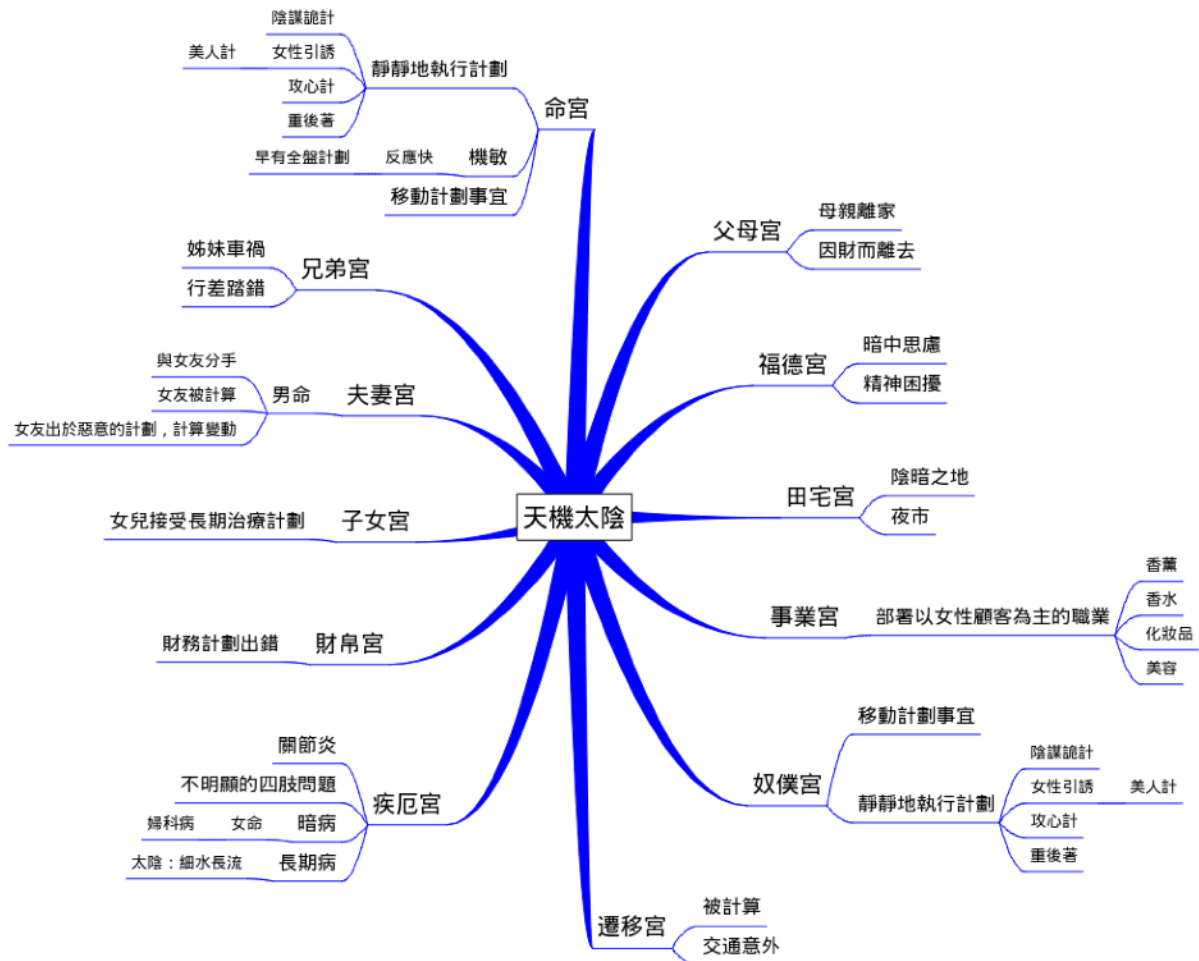 天機太陰
命宮
靜靜地執行計劃
陰謀詭計
女性引誘
美人計
攻心計
重後著
機敏
反應快
早有全盤計劃
移動計劃事宜
兄弟宮
姊妹車禍
行差踏錯
夫妻宮
男命
與女友分手
女友被計算
女友出於惡意的計劃，計算變動
子女宮
女兒接受長期治療計劃
財帛宮
財務計劃出錯
疾厄宮
關節炎
不明顯的四肢問題
暗病
女命
婦科病
長期病
太陰：細水長流
父母宮
母親離家
因財而離去
福德宮
暗中思慮
精神困擾
田宅宮
陰暗之地
夜市
事業宮
部署以女性顧客為主的職業
香薰
香水
化妝品
美容
奴僕宮
移動計劃事宜
靜靜地執行計劃
陰謀詭計
女性引誘
美人計
攻心計
重後著
遷移宮
被計算
交通意外